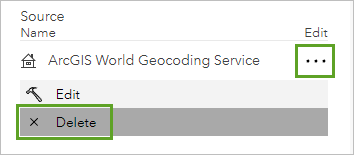 Source
Name Edit
ArcGIS World Geocoding Service ...
Edit
Delete